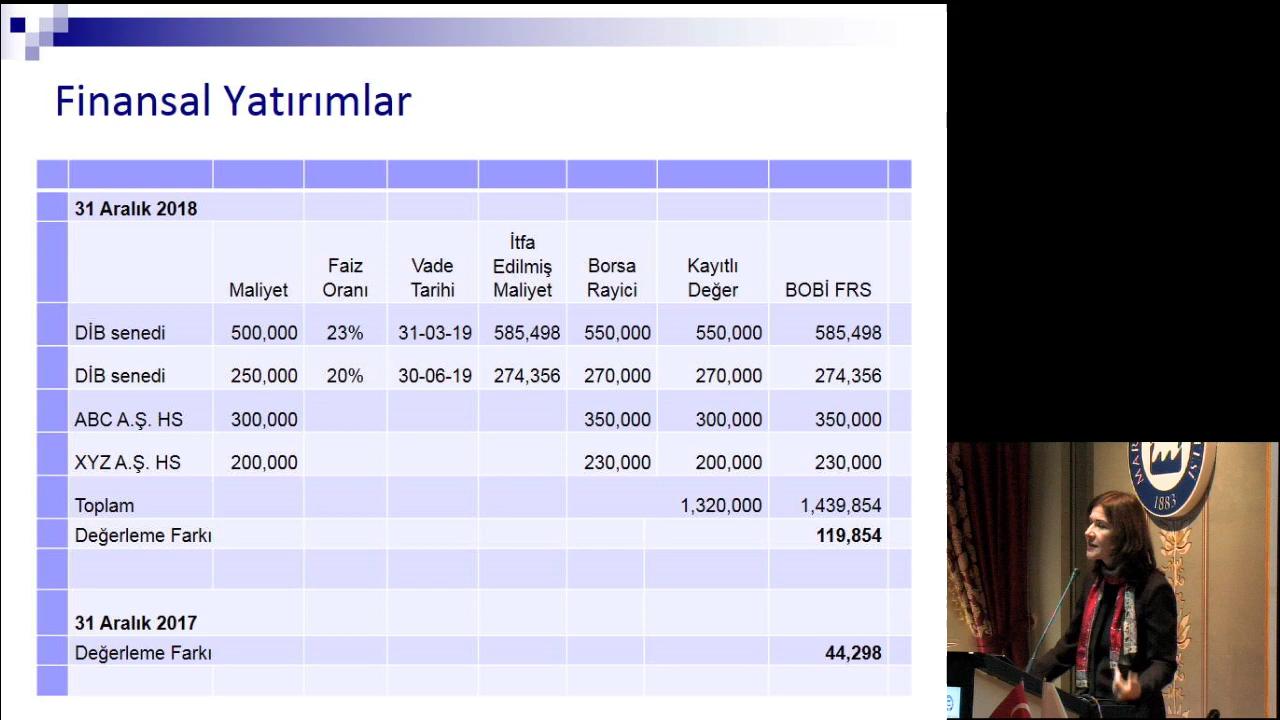 Finansal Yatırımlar
31 Aralık 2018
Maliyet Faiz Oranı Vade Tarihi İtfa Edilmiş Maliyet Borsa Rayici Kayıtlı Değer BOBİ FRS
DİB senedi 500,000 23% 31-03-19 585,498 550,000 550,000 585,498
DİB senedi 250,000 20% 30-06-19 274,356 270,000 270,000 274,356
ABC A.Ş. HS 300,000 350,000 300,000 350,000
XYZ A.Ş. HS 200,000 230,000 200,000 230,000
Toplam 1,320,000 1,439,854
Değerleme Farkı 119,854
31 Aralık 2017
Değerleme Farkı 44,298
1883